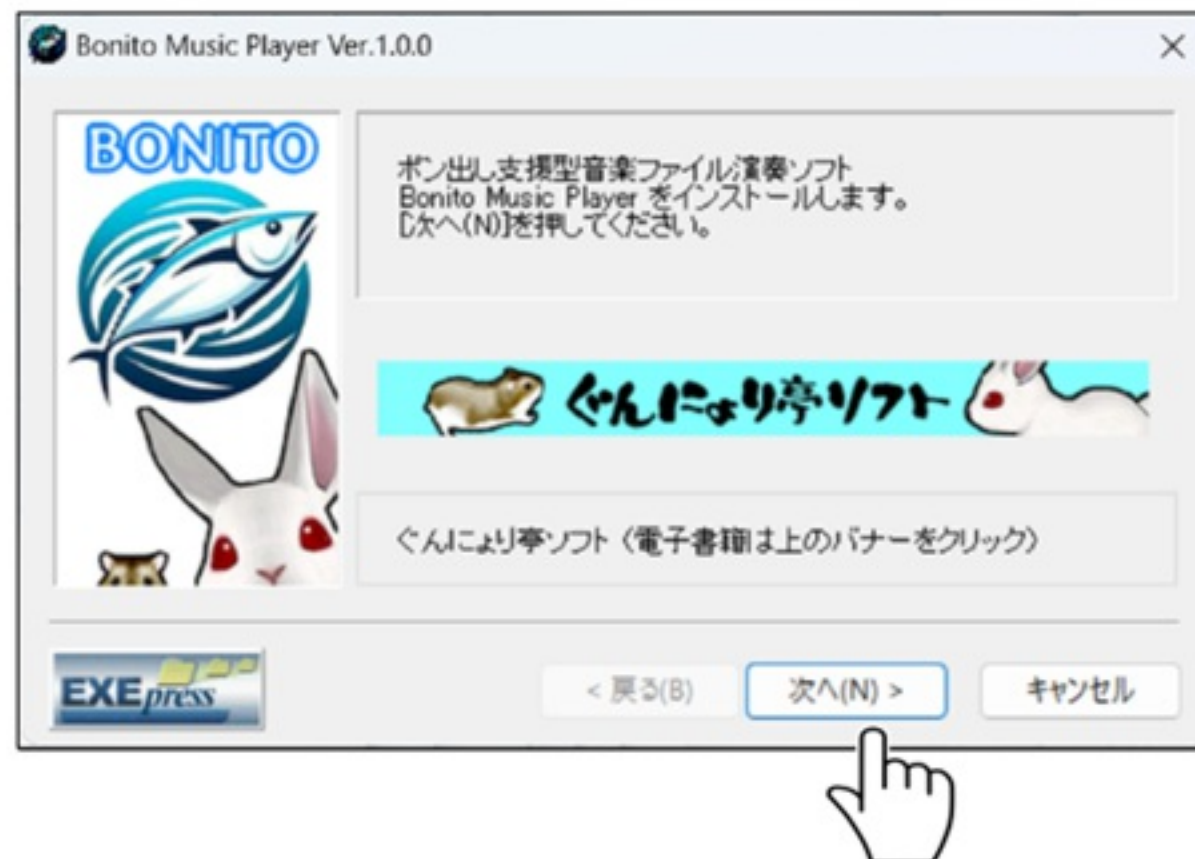 Bonito Music Player Ver.1.0.0
BONITO
ポン出し支援型音楽ファイル演奏ソフト
Bonito Music Player をインストールします。
[次へ(N)]を押してください。
ぐんにょり亭ソフト
ぐんにょり亭ソフト（電子書籍は上のバナーをクリック）
EXEpress
< 戻る(B)
次へ(N) >
キャンセル